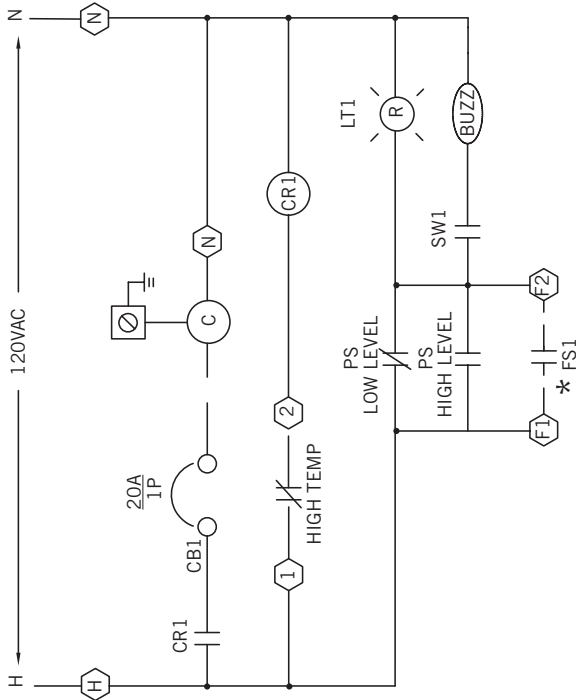 H 120VAC N
H N
20A
1P
CR1 CB1 C N
1 HIGH TEMP 2 CR1
LT1
PS
LOW LEVEL
R
PS
HIGH LEVEL
SW1 BUZZ
F1 F2
* FS1